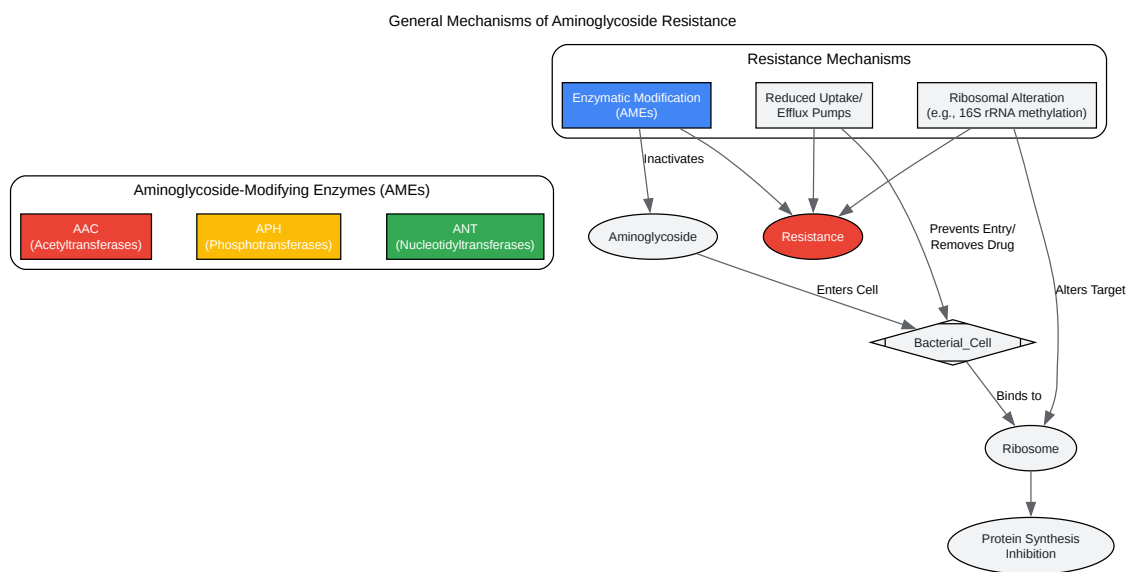 General Mechanisms of Aminoglycoside Resistance
Resistance Mechanisms
Enzymatic Modification
(AMEs)
Reduced Uptake/
Efflux Pumps
Ribosomal Alteration
(e.g., 16S rRNA methylation)
Inactivates
Aminoglycoside-Modifying Enzymes (AMEs)
AAC
(Acetyltransferases)
APH
(Phosphotransferases)
ANT
(Nucleotidyltransferases)
Aminoglycoside
Resistance
Prevents Entry/
Removes Drug
Enters Cell
Alters Target
Bacterial_Cell
Binds to
Ribosome
Protein Synthesis
Inhibition